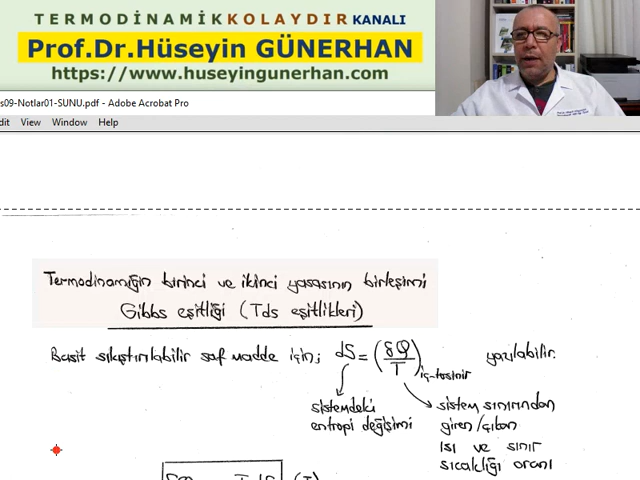 TERMODİNAMİKKOLAYDIR KANALI
Prof.Dr.Hüseyin GÜNERHAN
https://www.huseyingunerhan.com
s09-Notlar01-SUNU.pdf - Adobe Acrobat Pro
dit View Window Help
Termodinamiğin birinci ve ikinci yasasının birleşimi
Gibbs eşitliği (Tds eşitlikleri)
Basit sıkıştırılabilir saf madde için; dS = (δQ/T) iç-tersinir yazılabilir.
sistemdeki
entropi değişimi
sistem sınırından
giren/çıkan
ısı ve sınır
sıcaklığı oranı